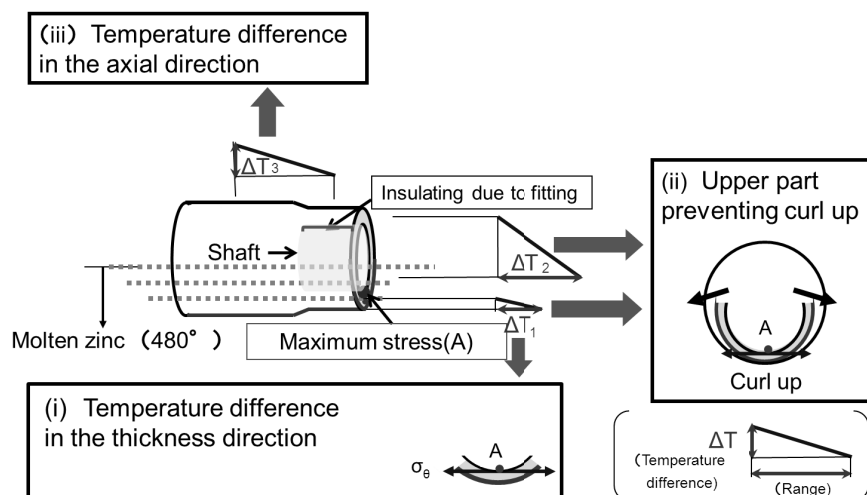 (iii) Temperature difference
in the axial direction
ΔT3
Insulating due to fitting
Shaft
ΔT 2
ΔT1
Molten zinc (480°)
Maximum stress(A)
(ii) Upper part
preventing curl up
A
Curl up
(i) Temperature difference
in the thickness direction
A
σθ
ΔT
(Temperature
difference)
(Range)